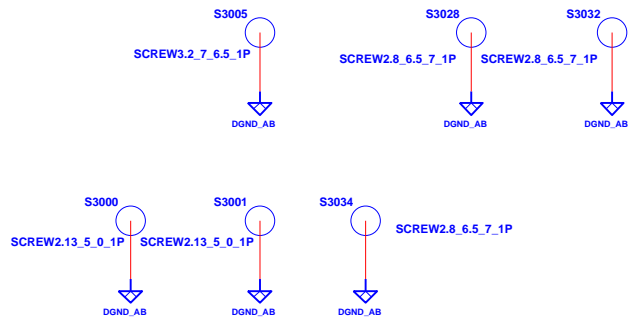 S3005 S3028 S3032
SCREW3.2_7_6.5_1P SCREW2.8_6.5_7_1P SCREW2.8_6.5_7_1P
DGND_AB DGND_AB DGND_AB
S3000 S3001 S3034
SCREW2.13_5_0_1P SCREW2.13_5_0_1P SCREW2.8_6.5_7_1P
DGND_AB DGND_AB DGND_AB